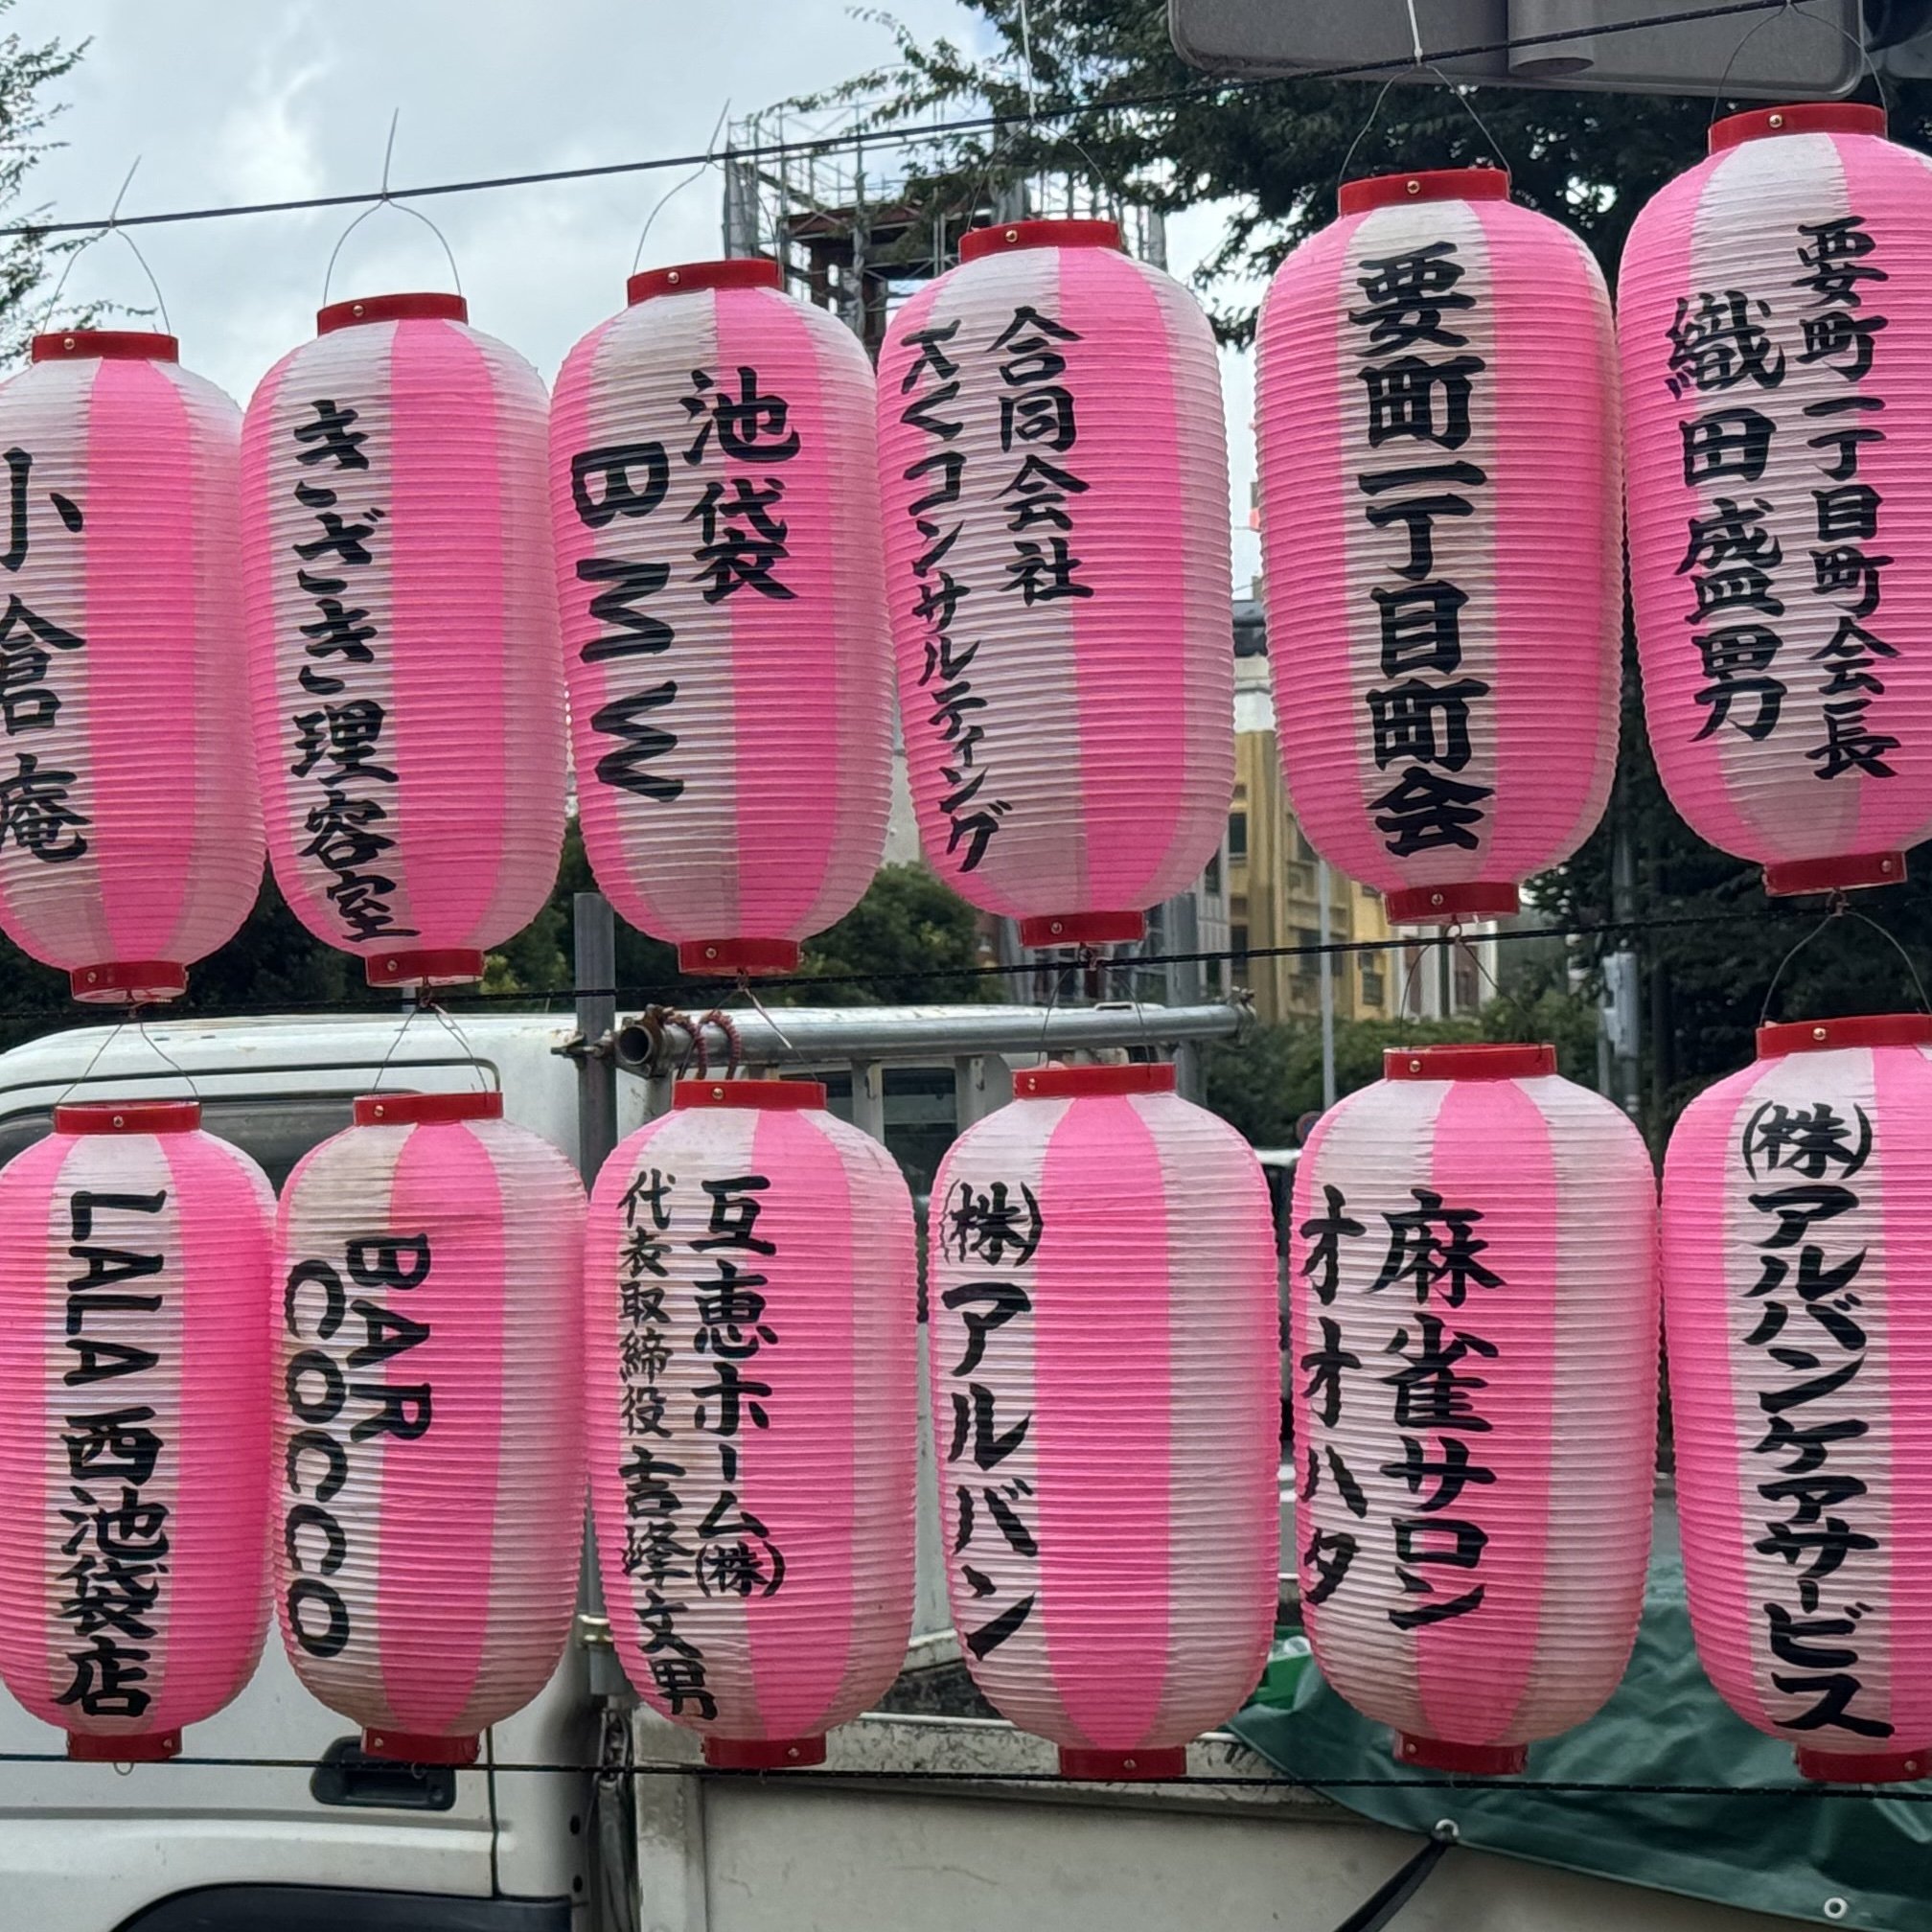 要町一丁目町会長
織田盛男
要町一丁目町会
合同会社
コンサルティング
池袋
BMW
きざき理容室
小倉庵
(株)アルバンケアサービス
麻雀サロン
オオハタ
(株)アルバン
互恵ホーム(株)
代表取締役 吉峰文男
BAR
COCCO
LALA西池袋店